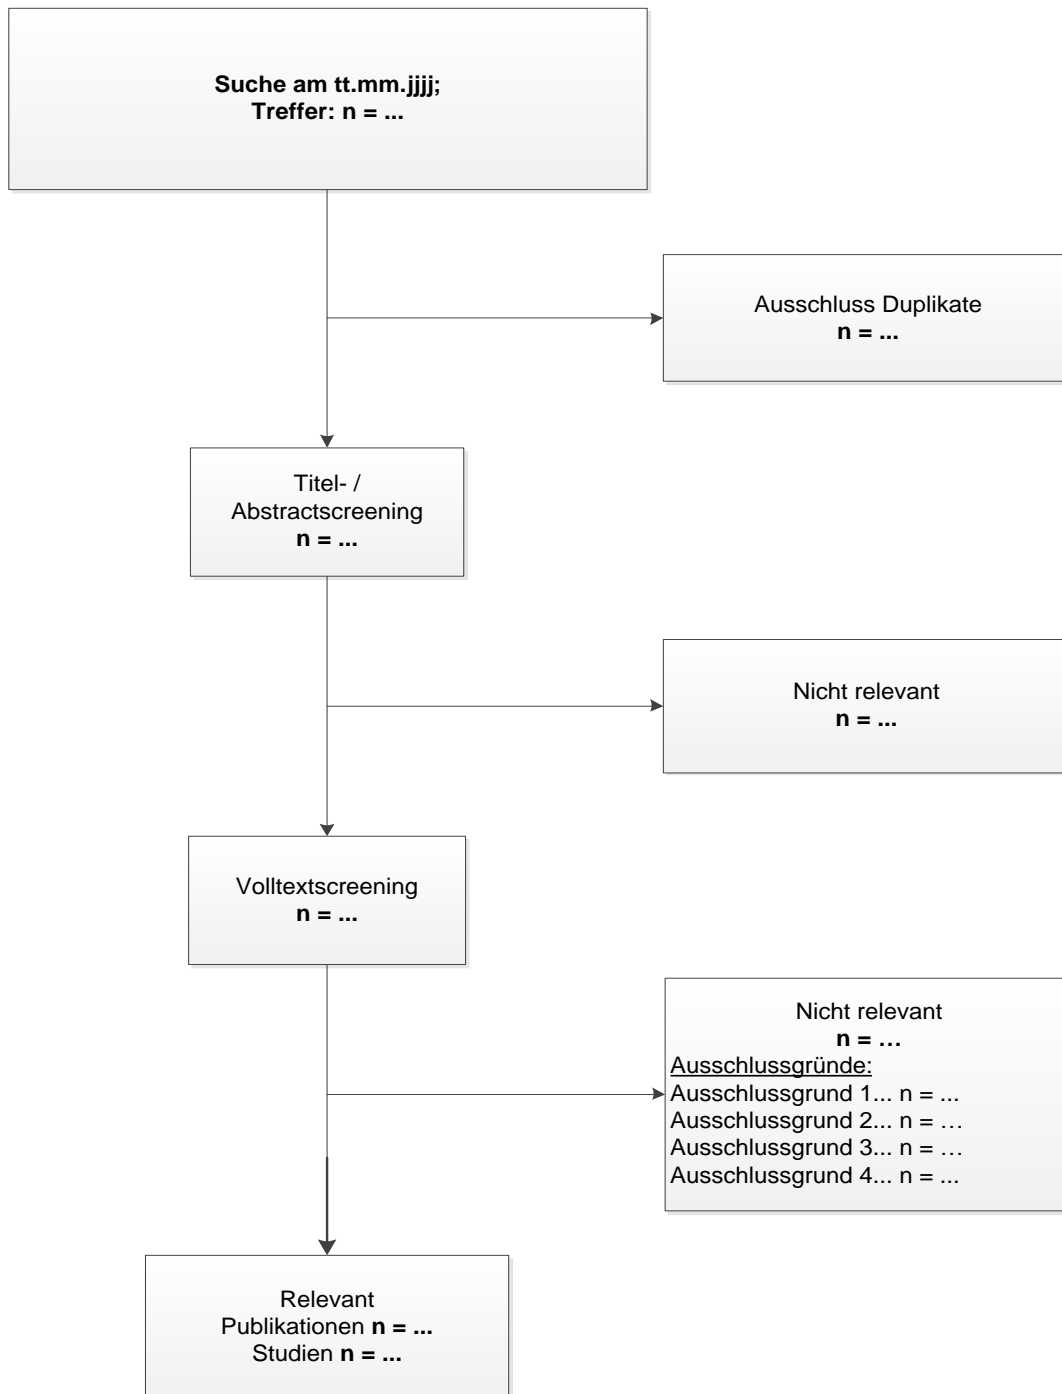 Suche am tt.mm.jjjj;
Treffer: n = ...
Ausschluss Duplikate
n = ...
Titel- /
Abstractscreening
n = ...
Nicht relevant
n = ...
Volltextscreening
n = ...
Nicht relevant
n = …
Ausschlussgründe:
Ausschlussgrund 1... n = ...
Ausschlussgrund 2... n = …
Ausschlussgrund 3... n = …
Ausschlussgrund 4... n = ...
Relevant
Publikationen n = ...
Studien n = ...